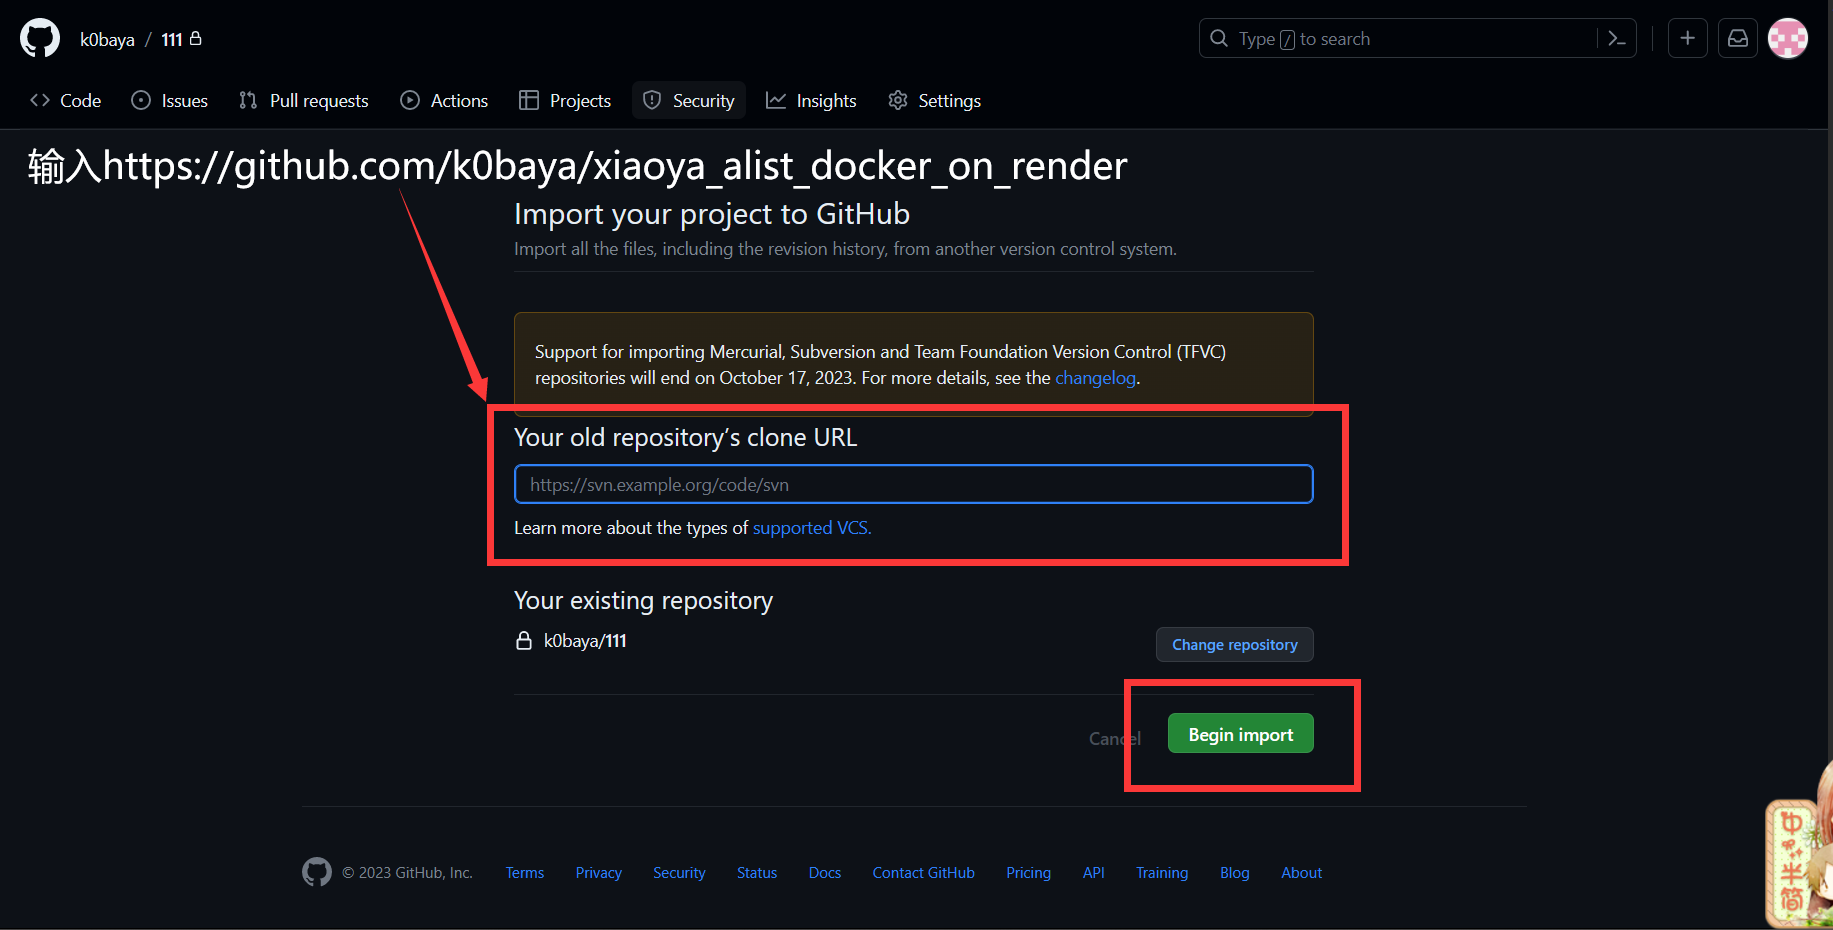 k0baya / 111
Type / to search
Code Issues Pull requests Actions Projects Security Insights Settings
输入https://github.com/k0baya/xiaoya_alist_docker_on_render
Import your project to GitHub
Import all the files, including the revision history, from another version control system.
Support for importing Mercurial, Subversion and Team Foundation Version Control (TFVC)
repositories will end on October 17, 2023. For more details, see the changelog.
Your old repository’s clone URL
https://svn.example.org/code/svn
Learn more about the types of supported VCS.
Your existing repository
k0baya/111
Change repository
Cancel
Begin import
© 2023 GitHub, Inc. Terms Privacy Security Status Docs Contact GitHub Pricing API Training Blog About
中
半
简